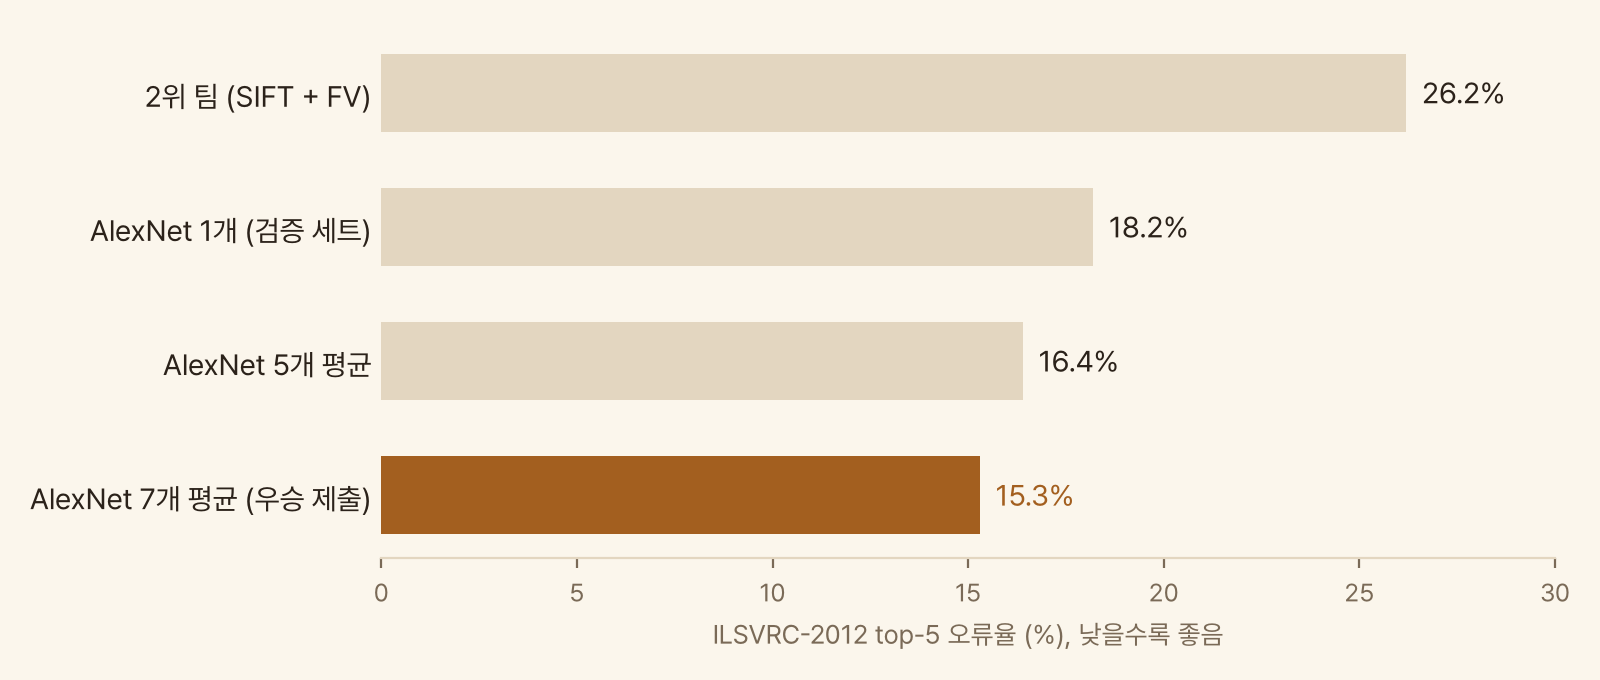 2위 팀 (SIFT + FV)
26.2%
AlexNet 1개 (검증 세트)
18.2%
AlexNet 5개 평균
16.4%
AlexNet 7개 평균 (우승 제출)
15.3%
0 5 10 15 20 25 30
ILSVRC-2012 top-5 오류율 (%), 낮을수록 좋음